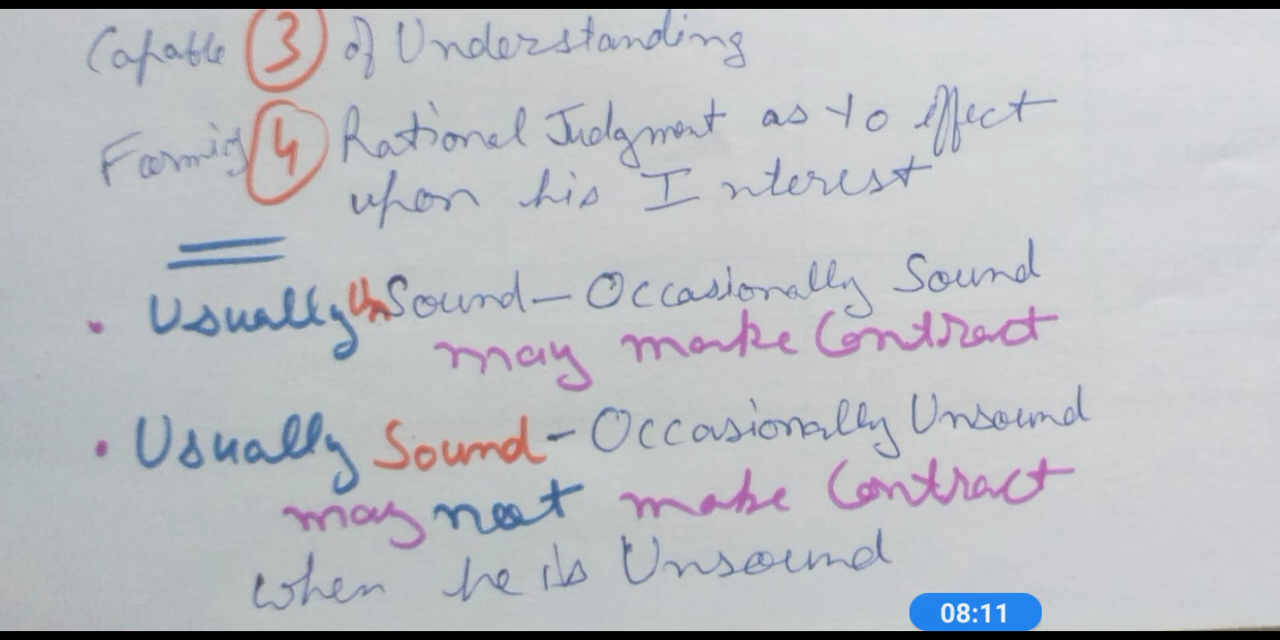 Capable 3 of Understanding
Forming 4 Rational Judgment as to effect
upon his Interest
• Usually UnSound - Occasionally Sound
may make Contract
• Usually Sound - Occasionally Unsound
may not make Contract
when he is Unsound
08:11